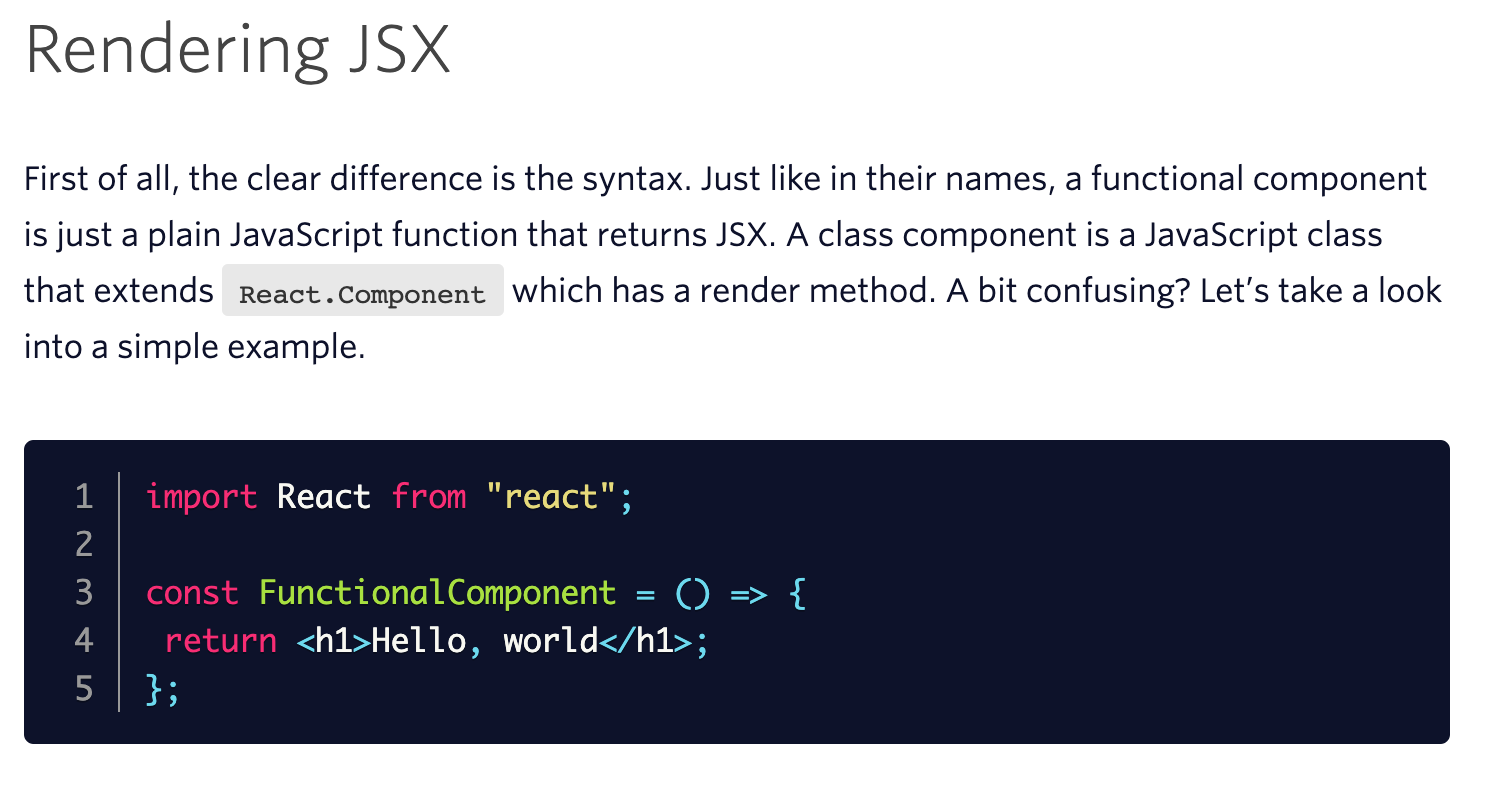 Rendering JSX
First of all, the clear difference is the syntax. Just like in their names, a functional component
is just a plain JavaScript function that returns JSX. A class component is a JavaScript class
that extends React.Component which has a render method. A bit confusing? Let’s take a look
into a simple example.
1 import React from "react";
2
3 const FunctionalComponent = () => {
4  return <h1>Hello, world</h1>;
5 };